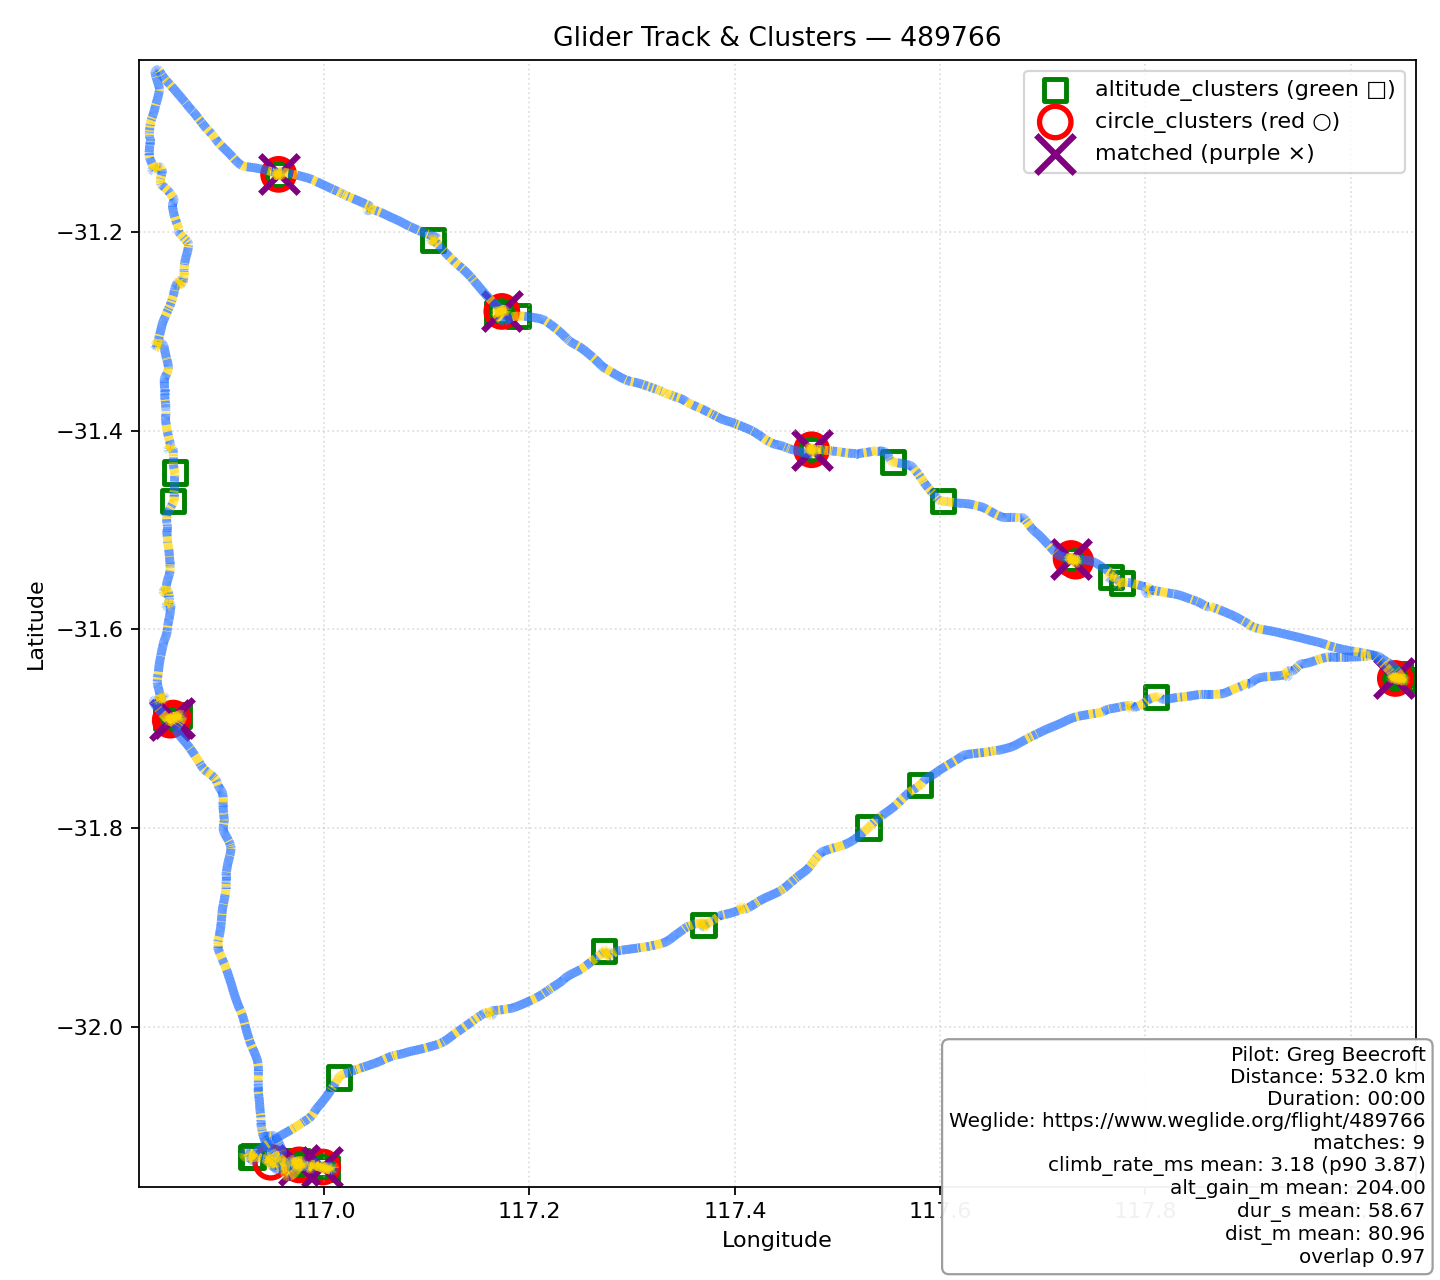 Glider Track & Clusters — 489766
altitude_clusters (green □)
circle_clusters (red ○)
matched (purple ×)
Latitude
−31.2
−31.4
−31.6
−31.8
−32.0
117.0
117.2
117.4
117.6
117.8
Longitude
Pilot: Greg Beecroft
Distance: 532.0 km
Duration: 00:00
Weglide: https://www.weglide.org/flight/489766
matches: 9
climb_rate_ms mean: 3.18 (p90 3.87)
alt_gain_m mean: 204.00
dur_s mean: 58.67
dist_m mean: 80.96
overlap 0.97